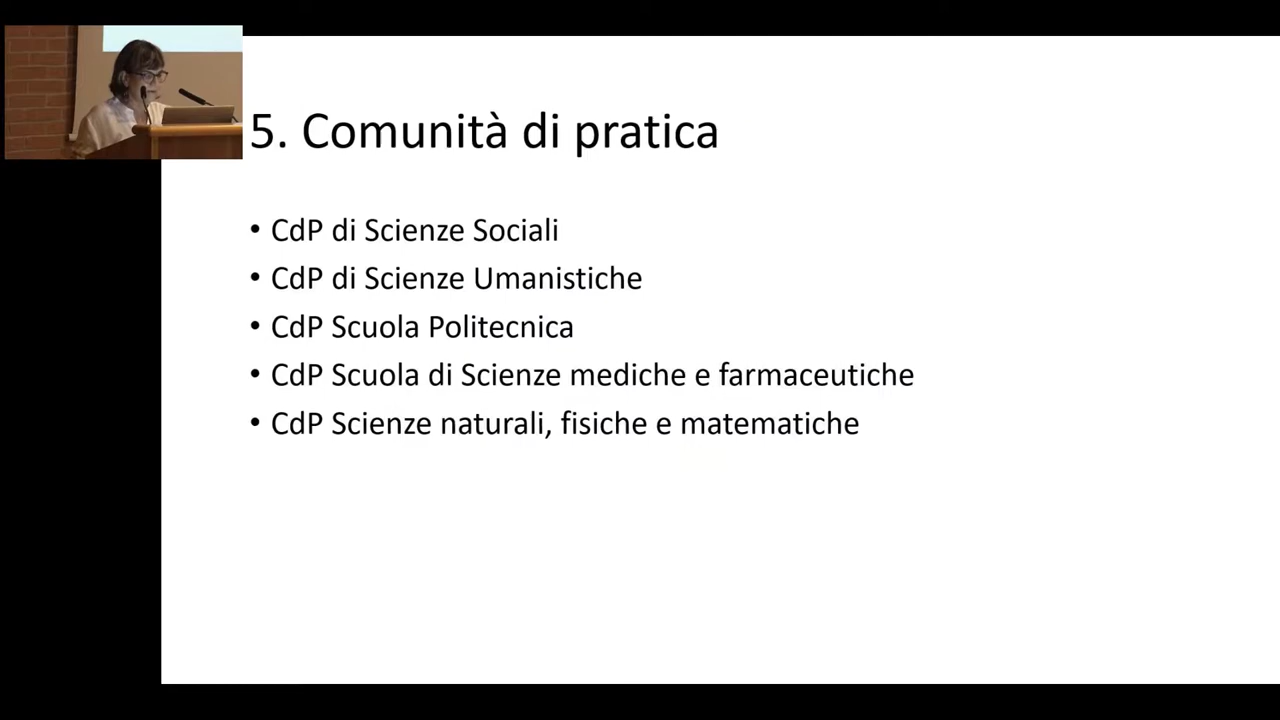 5. Comunità di pratica
• CdP di Scienze Sociali
• CdP di Scienze Umanistiche
• CdP Scuola Politecnica
• CdP Scuola di Scienze mediche e farmaceutiche
• CdP Scienze naturali, fisiche e matematiche